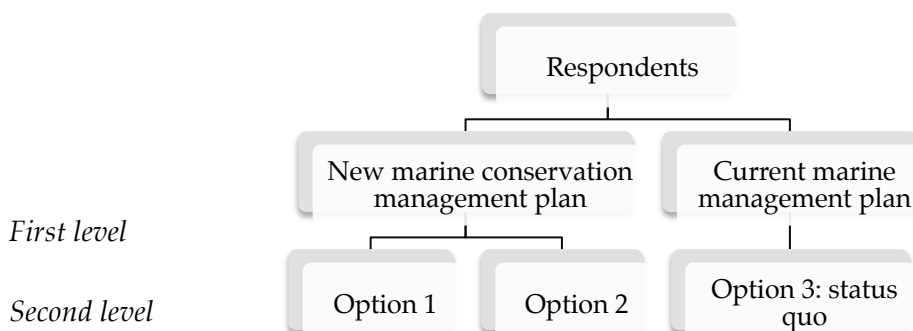 Respondents
New marine conservation
management plan
Current marine
management plan
First level
Option 1
Option 2
Option 3: status
quo
Second level